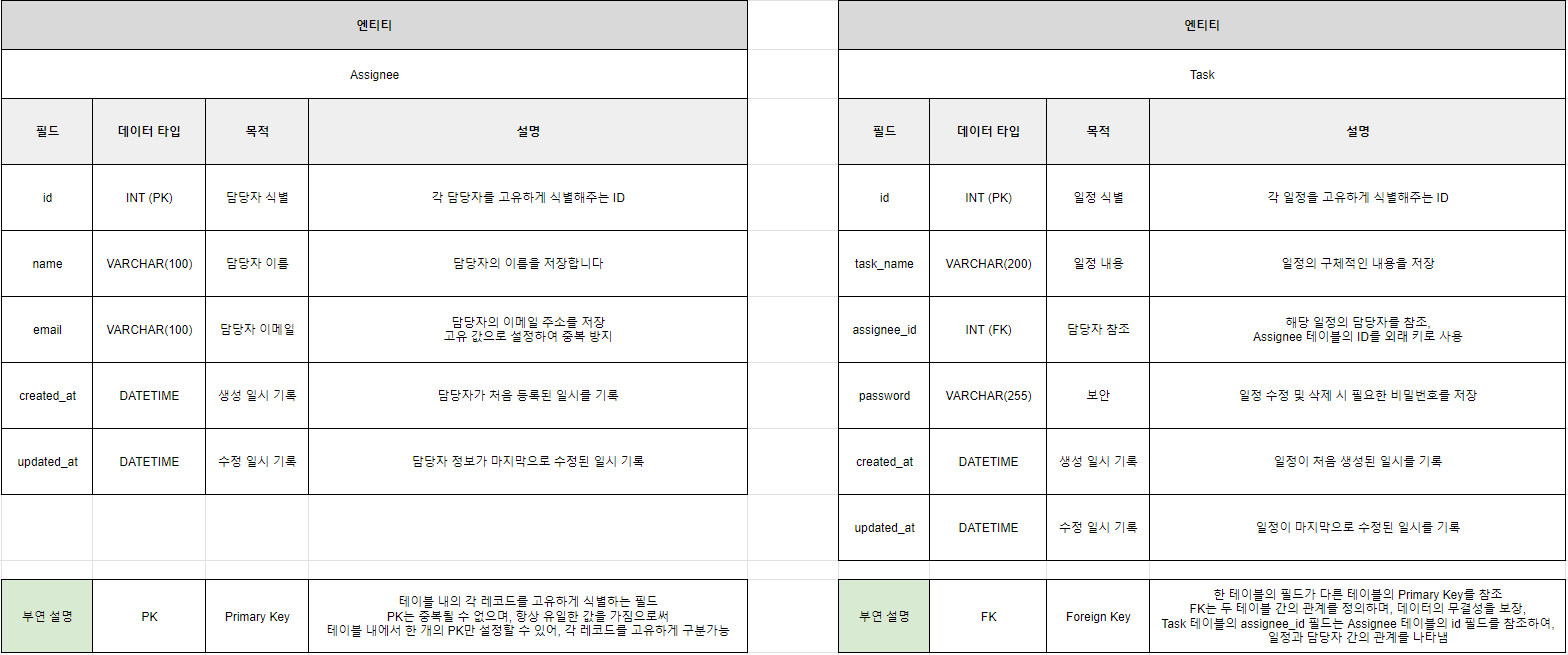 엔티티
Assignee
필드 데이터 타입 목적 설명
id INT (PK) 담당자 식별 각 담당자를 고유하게 식별해주는 ID
name VARCHAR(100) 담당자 이름 담당자의 이름을 저장합니다
email VARCHAR(100) 담당자 이메일 담당자의 이메일 주소를 저장
고유 값으로 설정하여 중복 방지
created_at DATETIME 생성 일시 기록 담당자가 처음 등록된 일시를 기록
updated_at DATETIME 수정 일시 기록 담당자 정보가 마지막으로 수정된 일시 기록
부연 설명 PK Primary Key 테이블 내의 각 레코드를 고유하게 식별하는 필드
PK는 중복될 수 없으며, 항상 유일한 값을 가짐으로써
테이블 내에서 한 개의 PK만 설정할 수 있어, 각 레코드를 고유하게 구분가능
엔티티
Task
필드 데이터 타입 목적 설명
id INT (PK) 일정 식별 각 일정을 고유하게 식별해주는 ID
task_name VARCHAR(200) 일정 내용 일정의 구체적인 내용을 저장
assignee_id INT (FK) 담당자 참조 해당 일정의 담당자를 참조,
Assignee 테이블의 ID를 외래 키로 사용
password VARCHAR(255) 보안 일정 수정 및 삭제 시 필요한 비밀번호를 저장
created_at DATETIME 생성 일시 기록 일정이 처음 생성된 일시를 기록
updated_at DATETIME 수정 일시 기록 일정이 마지막으로 수정된 일시를 기록
부연 설명 FK Foreign Key 한 테이블의 필드가 다른 테이블의 Primary Key를 참조
FK는 두 테이블 간의 관계를 정의하며, 데이터의 무결성을 보장,
Task 테이블의 assignee_id 필드는 Assignee 테이블의 id 필드를 참조하여,
일정과 담당자 간의 관계를 나타냄